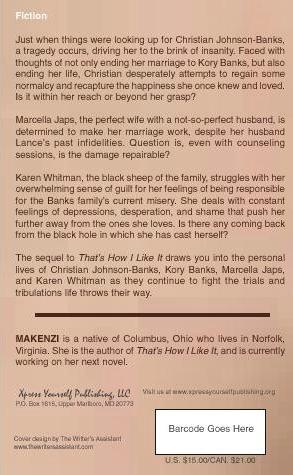 Fiction
Just when things were looking up for Christian Johnson-Banks,
a tragedy occurs, driving her to the brink of insanity. Faced with
thoughts of not only ending her marriage to Kory Banks, but also
ending her life, Christian desperately attempts to regain some
normalcy and recapture the happiness she once knew and loved.
Is it within her reach or beyond her grasp?
Marcella Japs, the perfect wife with a not-so-perfect husband, is
determined to make her marriage work, despite her husband
Lance's past infidelities. Question is, even with counseling
sessions, is the damage repairable?
Karen Whitman, the black sheep of the family, struggles with her
overwhelming sense of guilt for her feelings of being responsible
for the Banks family's current misery. She deals with constant
feelings of depressions, desperation, and shame that push her
further away from the ones she loves. Is there any coming back
from the black hole in which she has cast herself?
The sequel to That's How I Like It draws you into the personal
lives of Christian Johnson-Banks, Kory Banks, Marcella Japs,
and Karen Whitman as they continue to fight the trials and
tribulations life throws their way.
MAKENZI is a native of Columbus, Ohio who lives in Norfolk,
Virginia. She is the author of That's How I Like It, and is currently
working on her next novel.
Xpress Yourself Publishing, LLC
P.O. Box 1615, Upper Marlboro, MD 20773
Visit us at www.xpressyourselfpublishing.org
Barcode Goes Here
Cover design by The Writer's Assistant
www.thewritersassistant.com
U.S. $15.00/CAN. $21.00